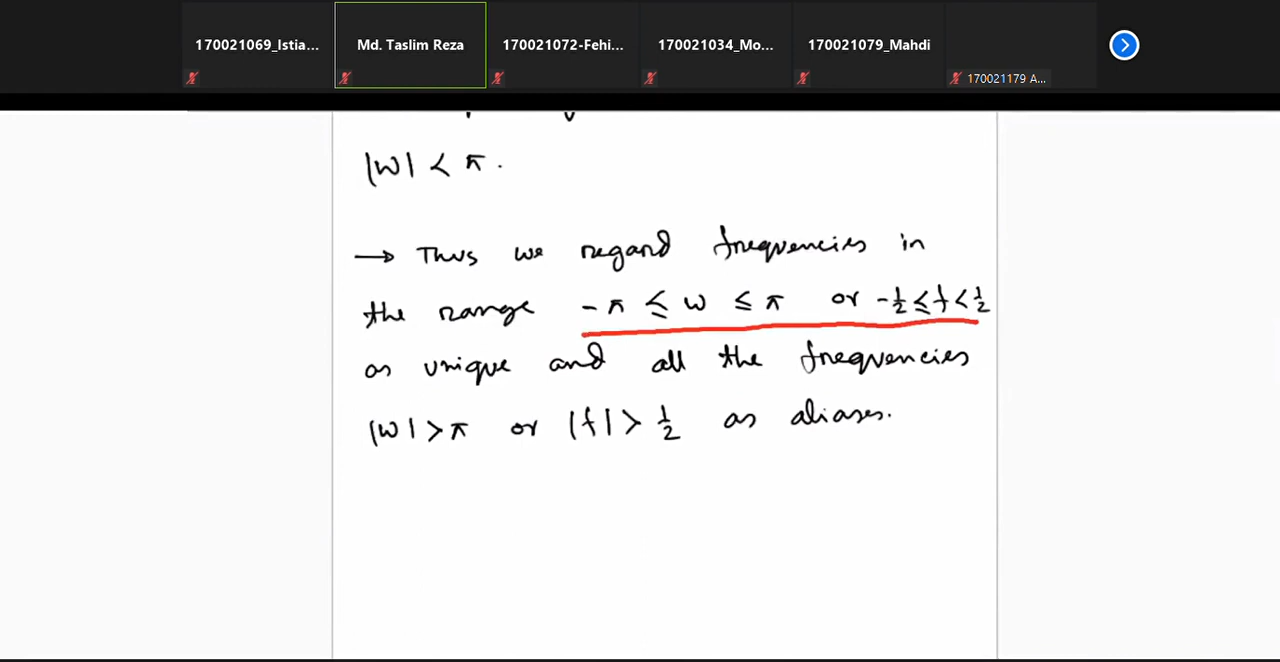 170021069_Istia...
Md. Taslim Reza
170021072-Fehi...
170021034_Mo...
170021079_Mahdi
170021179 A...
|w| < π.
→ Thus we regard frequencies in
the range -π ≤ w ≤ π or -1/2 ≤ f < 1/2
as unique and all the frequencies
|w| > π or |f| > 1/2 as aliases.